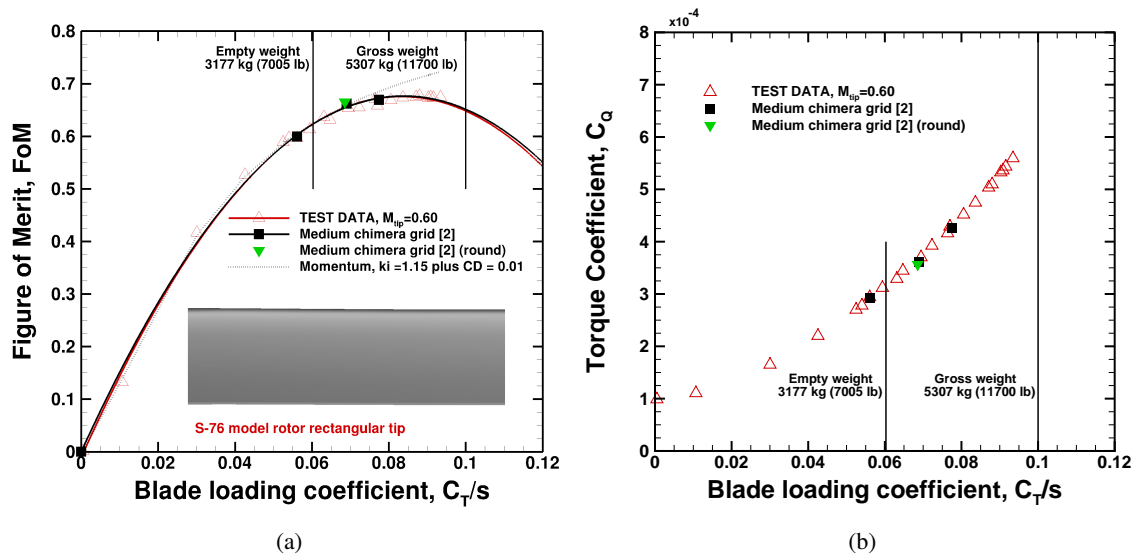 0.8
0.7
0.6
0.5
0.4
0.3
0.2
0.1
0
Figure of Merit, FoM
Empty weight
3177 kg (7005 lb)
Gross weight
5307 kg (11700 lb)
TEST DATA, Mtip=0.60
Medium chimera grid [2]
Medium chimera grid [2] (round)
Momentum, ki =1.15 plus CD = 0.01
S-76 model rotor rectangular tip
0 0.02 0.04 0.06 0.08 0.1 0.12
Blade loading coefficient, CT/s
(a)
x10-4
8
7
6
5
4
3
2
1
0
Torque Coefficient, CQ
TEST DATA, Mtip=0.60
Medium chimera grid [2]
Medium chimera grid [2] (round)
Empty weight
3177 kg (7005 lb)
Gross weight
5307 kg (11700 lb)
0 0.02 0.04 0.06 0.08 0.1 0.12
Blade loading coefficient, CT/s
(b)